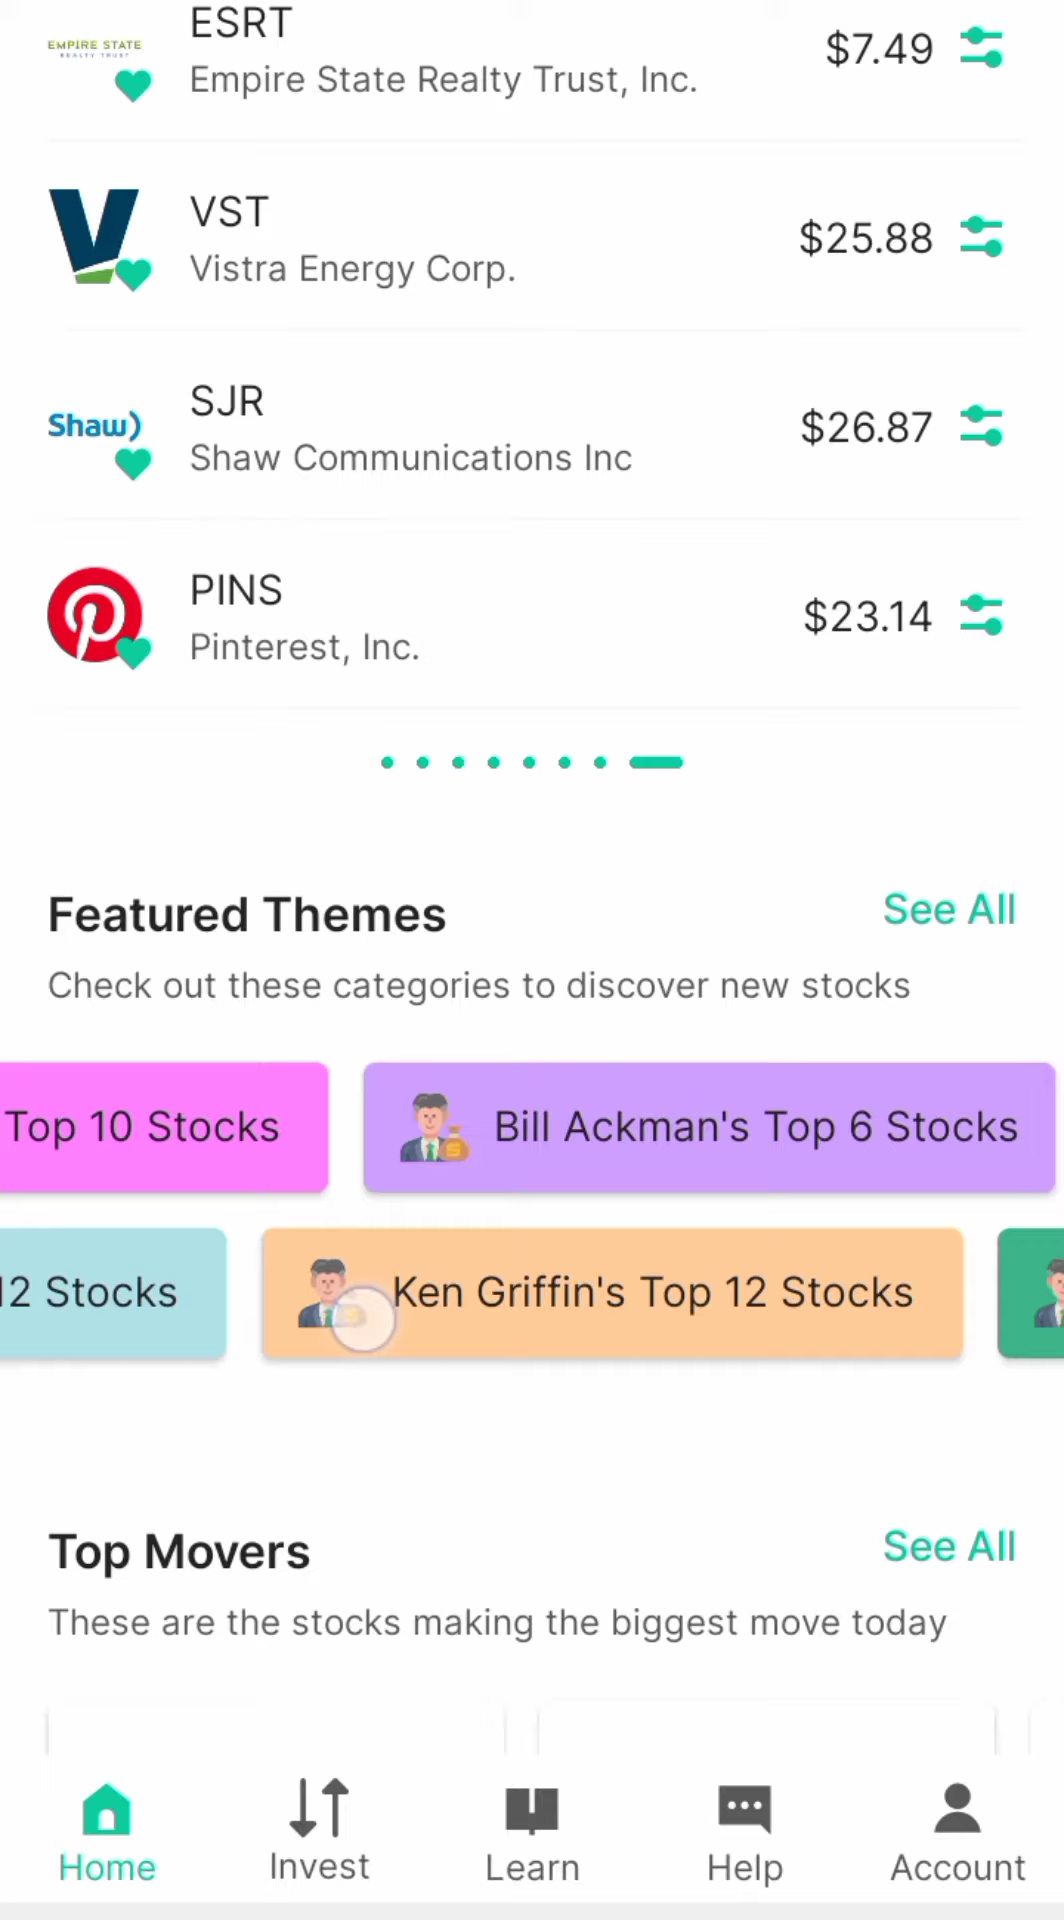 ESRT
EMPIRE STATE
REALTY TRUST
$7.49
Empire State Realty Trust, Inc.
VST
$25.88
Vistra Energy Corp.
SJR
Shaw)
$26.87
Shaw Communications Inc
PINS
$23.14
Pinterest, Inc.
Featured Themes
See All
Check out these categories to discover new stocks
Top 10 Stocks
Bill Ackman's Top 6 Stocks
12 Stocks
Ken Griffin's Top 12 Stocks
Top Movers
See All
These are the stocks making the biggest move today
Home
Invest
Learn
Help
Account